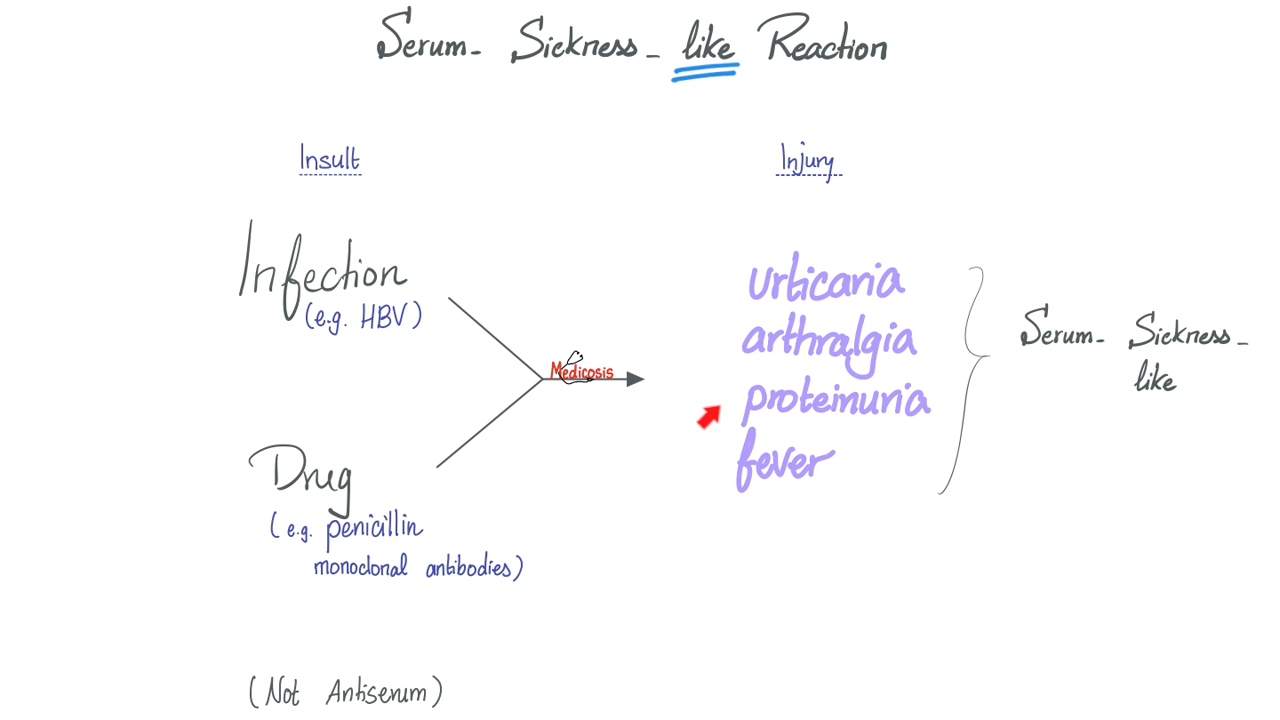 Serum- Sickness-like Reaction
Insult
Injury
Infection
(e.g. HBV)
Medicosis
Drug
(e.g. penicillin
monoclonal antibodies)
urticaria
arthralgia
proteinuria
fever
Serum- Sickness-
like
(Not Antiserum)